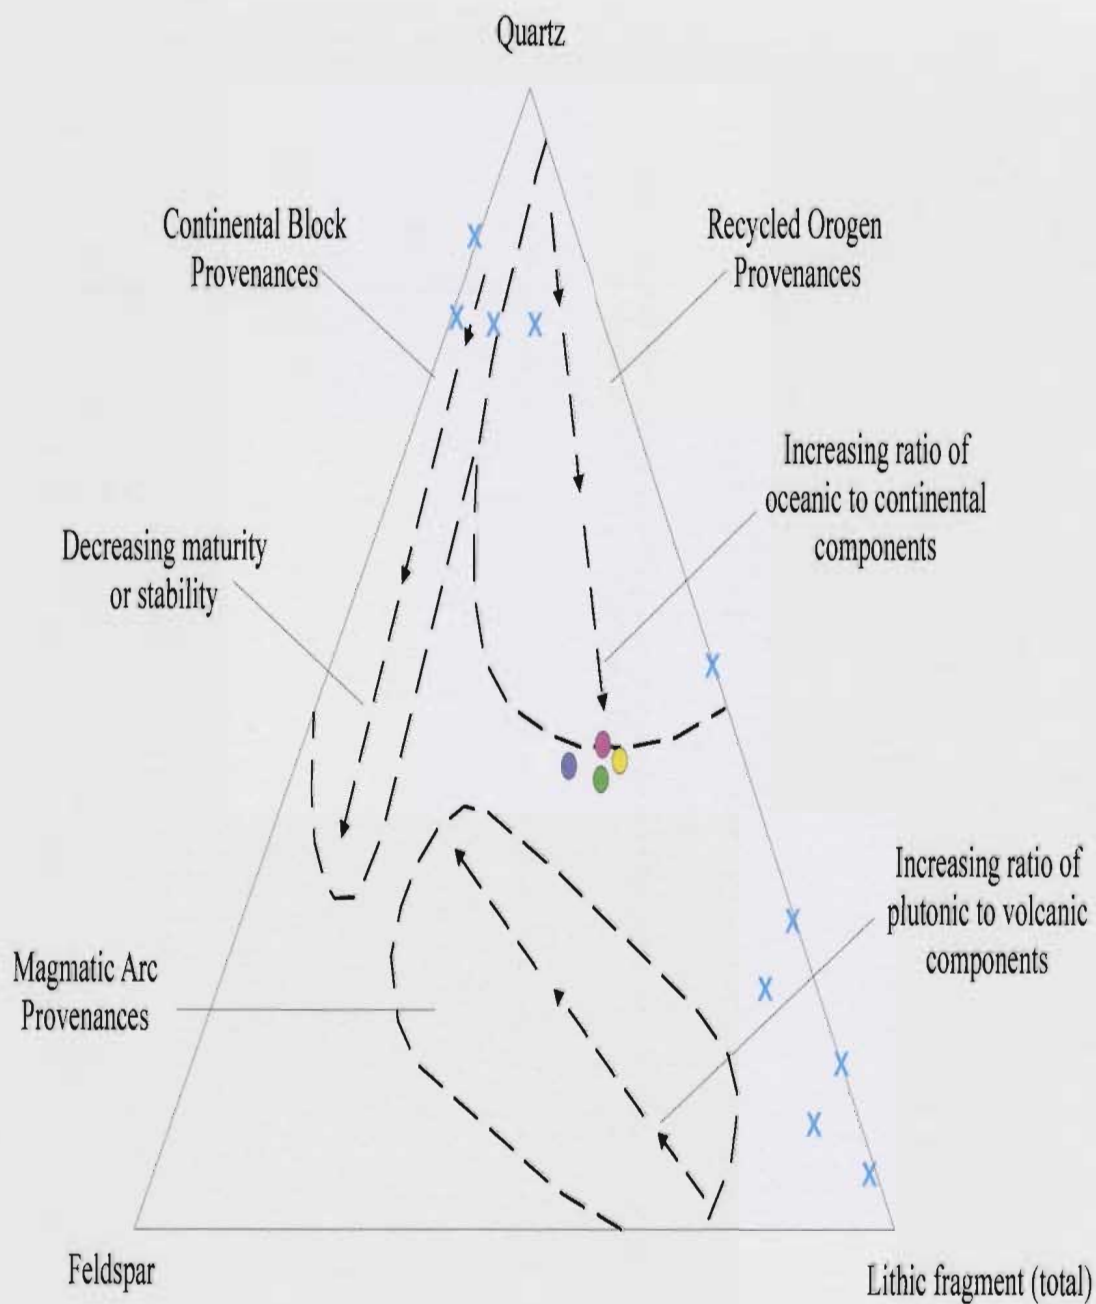 Quartz
Continental Block
Provenances
Recycled Orogen
Provenances
Increasing ratio of
oceanic to continental
components
Decreasing maturity
or stability
Increasing ratio of
plutonic to volcanic
components
Magmatic Arc
Provenances
Feldspar
Lithic fragment (total)